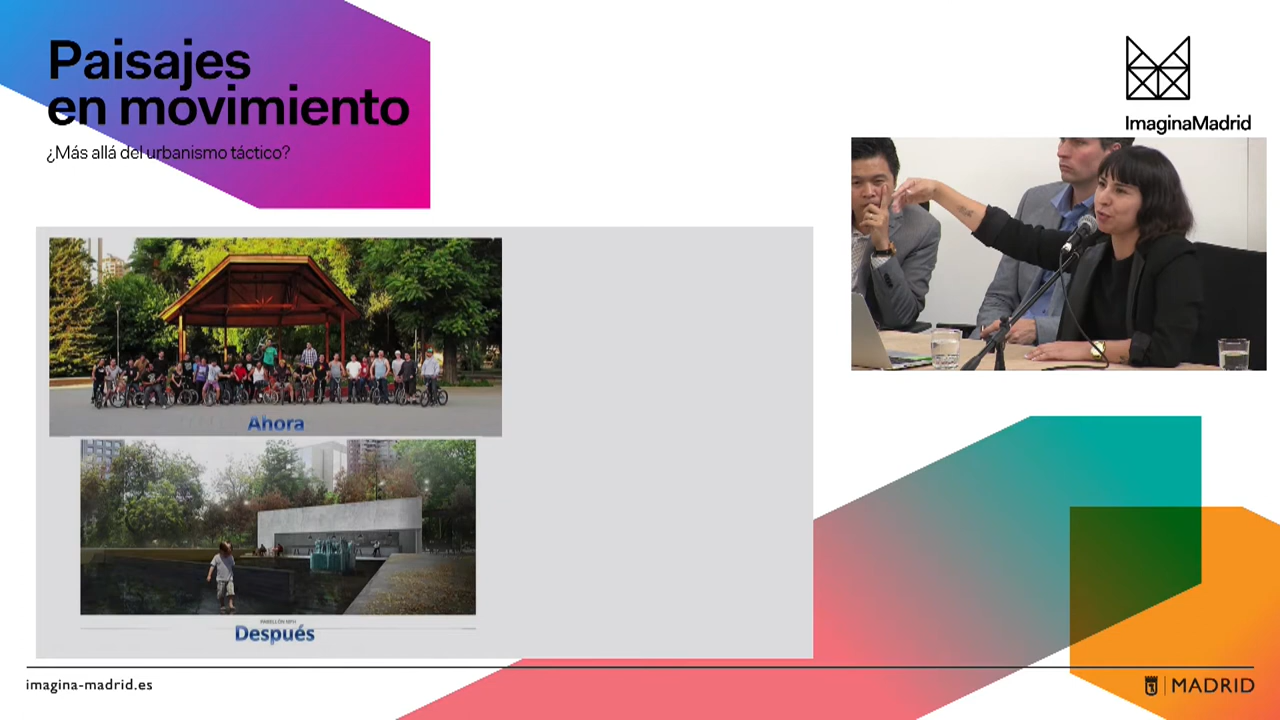 Paisajes
en movimiento
¿Más allá del urbanismo táctico?
ImaginaMadrid
Ahora
Después
imagina-madrid.es
MADRID